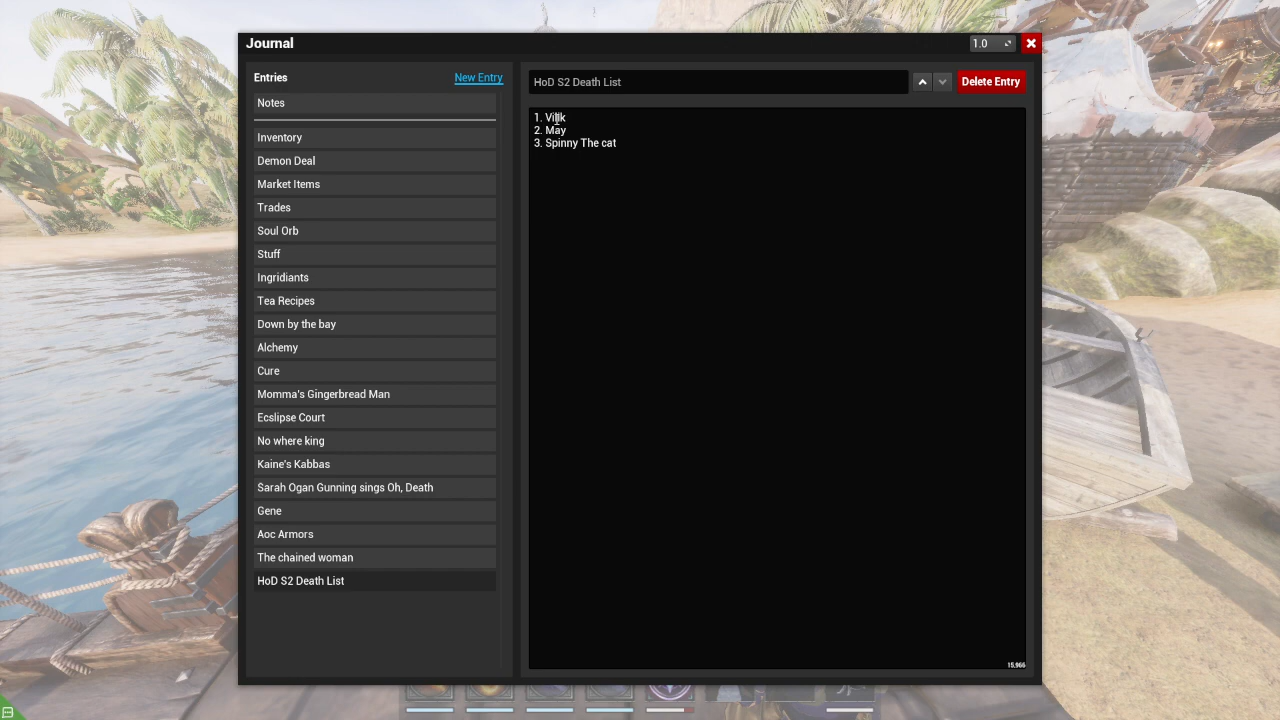 Journal
1.0
Entries
New Entry
Notes
Inventory
Demon Deal
Market Items
Trades
Soul Orb
Stuff
Ingridiants
Tea Recipes
Down by the bay
Alchemy
Cure
Momma's Gingerbread Man
Ecslipse Court
No where king
Kaine's Kabbas
Sarah Ogan Gunning sings Oh, Death
Gene
Aoc Armors
The chained woman
HoD S2 Death List
HoD S2 Death List
Delete Entry
1.
2. May
3. Spinny The cat
15,966